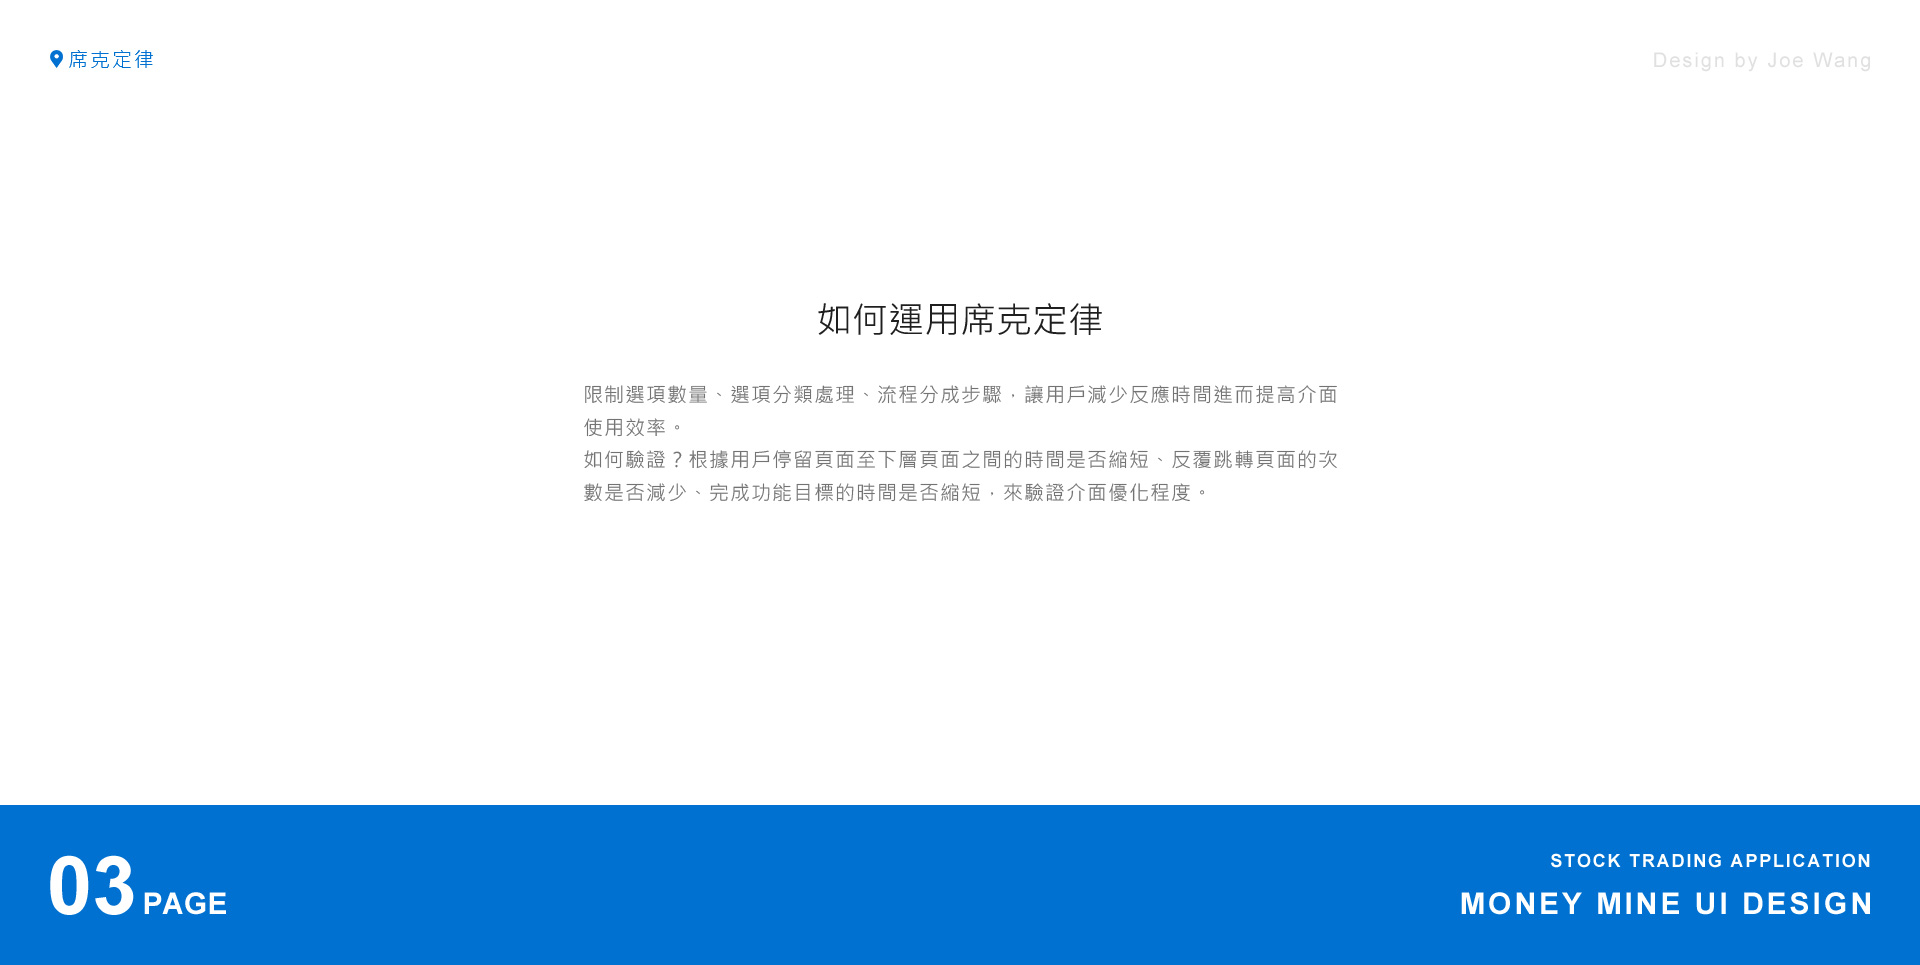 席克定律
Design by Joe Wang
如何運用席克定律
限制選項數量、選項分類處理、流程分成步驟，讓用戶減少反應時間進而提高介面
使用效率。
如何驗證？根據用戶停留頁面至下層頁面之間的時間是否縮短、反覆跳轉頁面的次
數是否減少、完成功能目標的時間是否縮短，來驗證介面優化程度。
03 PAGE
STOCK TRADING APPLICATION
MONEY MINE UI DESIGN